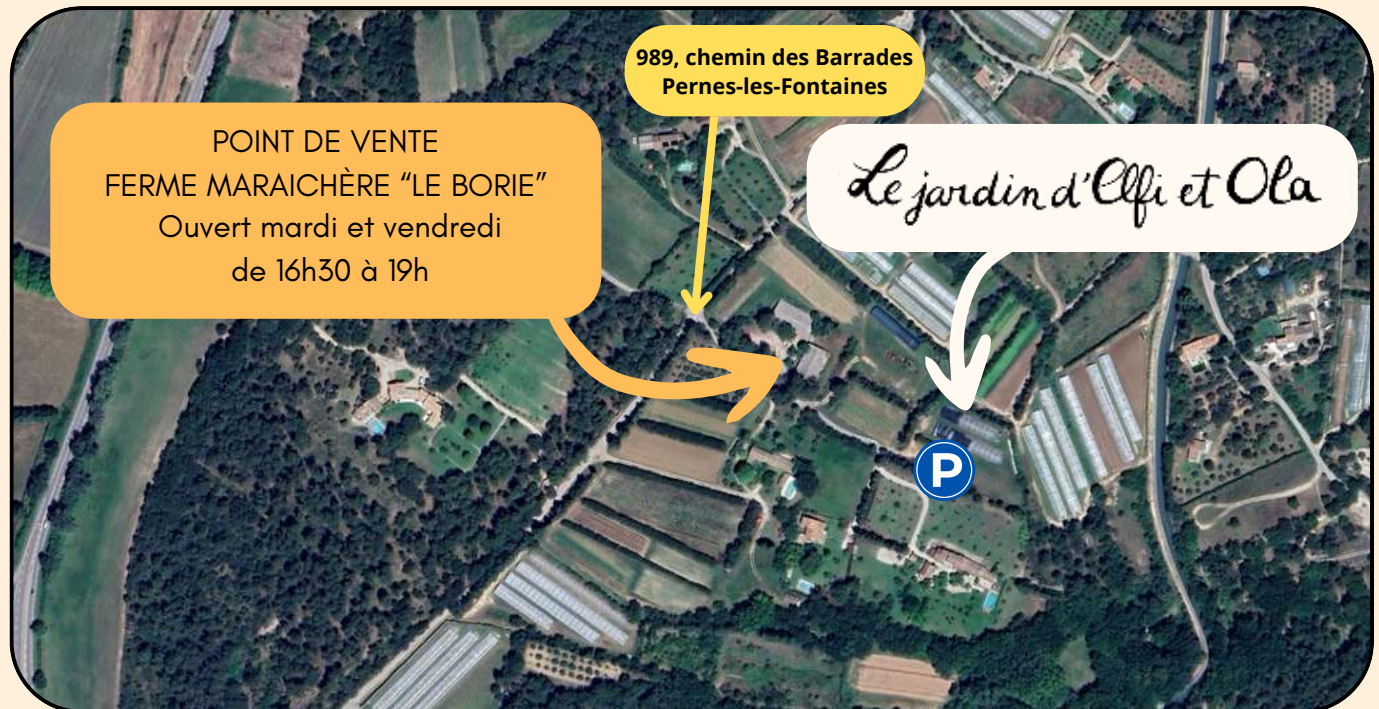 989, chemin des Barrades
Pernes-les-Fontaines
POINT DE VENTE
FERME MARAICHÈRE “LE BORIE”
Ouvert mardi et vendredi
de 16h30 à 19h
Le jardin d'Elfi et Ola
P